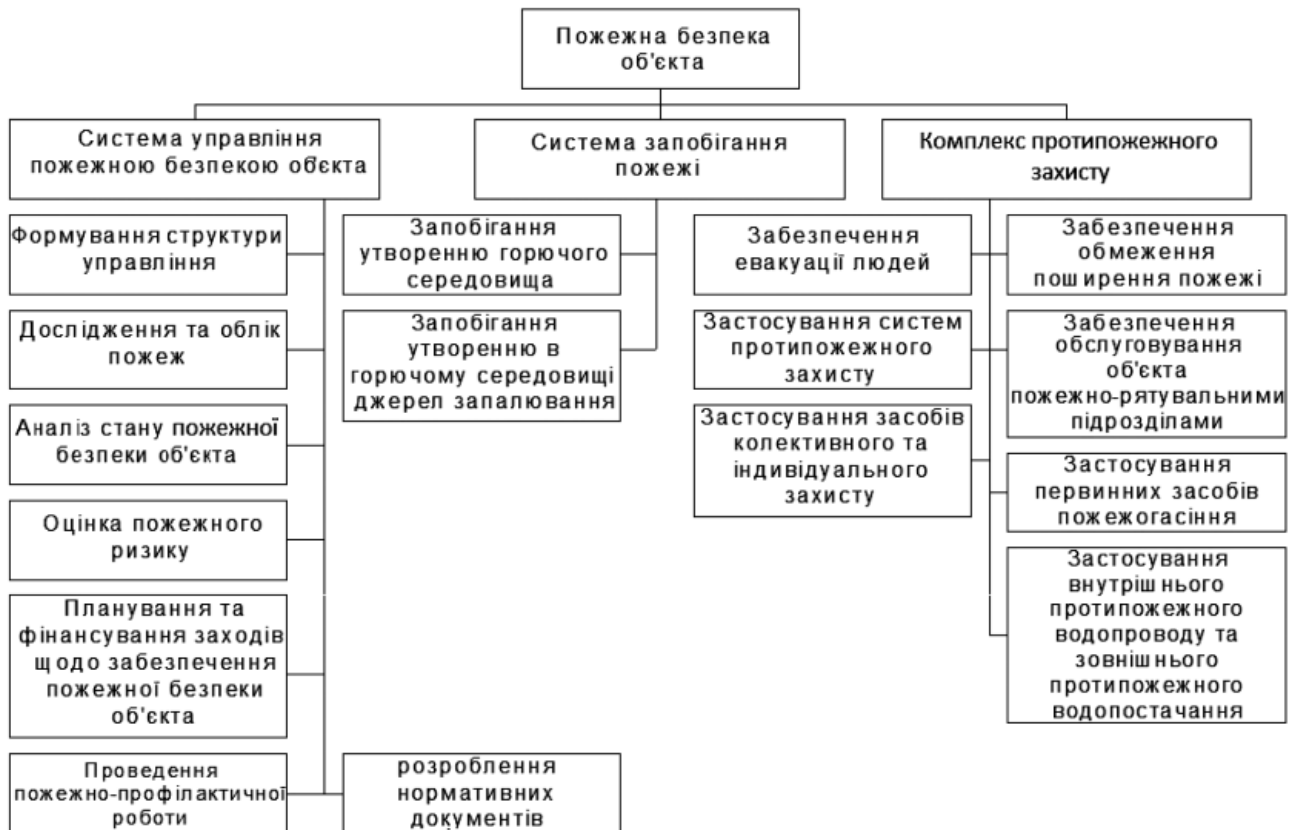 Пожежна безпека
об'єкта
Система управління
пожежною безпекою об'єкта
Система запобігання
пожежі
Комплекс протипожежного
захисту
Формування структури
управління
Дослідження та облік
пожеж
Аналіз стану пожежної
безпеки об'єкта
Оцінка пожежного
ризику
Планування та
фінансування заходів
щодо забезпечення
пожежної безпеки
об'єкта
Проведення
пожежно-профілактичної
роботи
розроблення
нормативних
документів
Запобігання
утворенню горючого
середовища
Запобігання
утворенню в
горючому середовищі
джерел запалювання
Забезпечення
евакуації людей
Застосування систем
протипожежного
захисту
Застосування засобів
колективного та
індивідуального
захисту
Забезпечення
обмеження
поширення пожежі
Забезпечення
обслуговування
об'єкта
пожежно-рятувальними
підрозділами
Застосування
первинних засобів
пожежогасіння
Застосування
внутрішнього
протипожежного
водопроводу та
зовнішнього
протипожежного
водопостачання